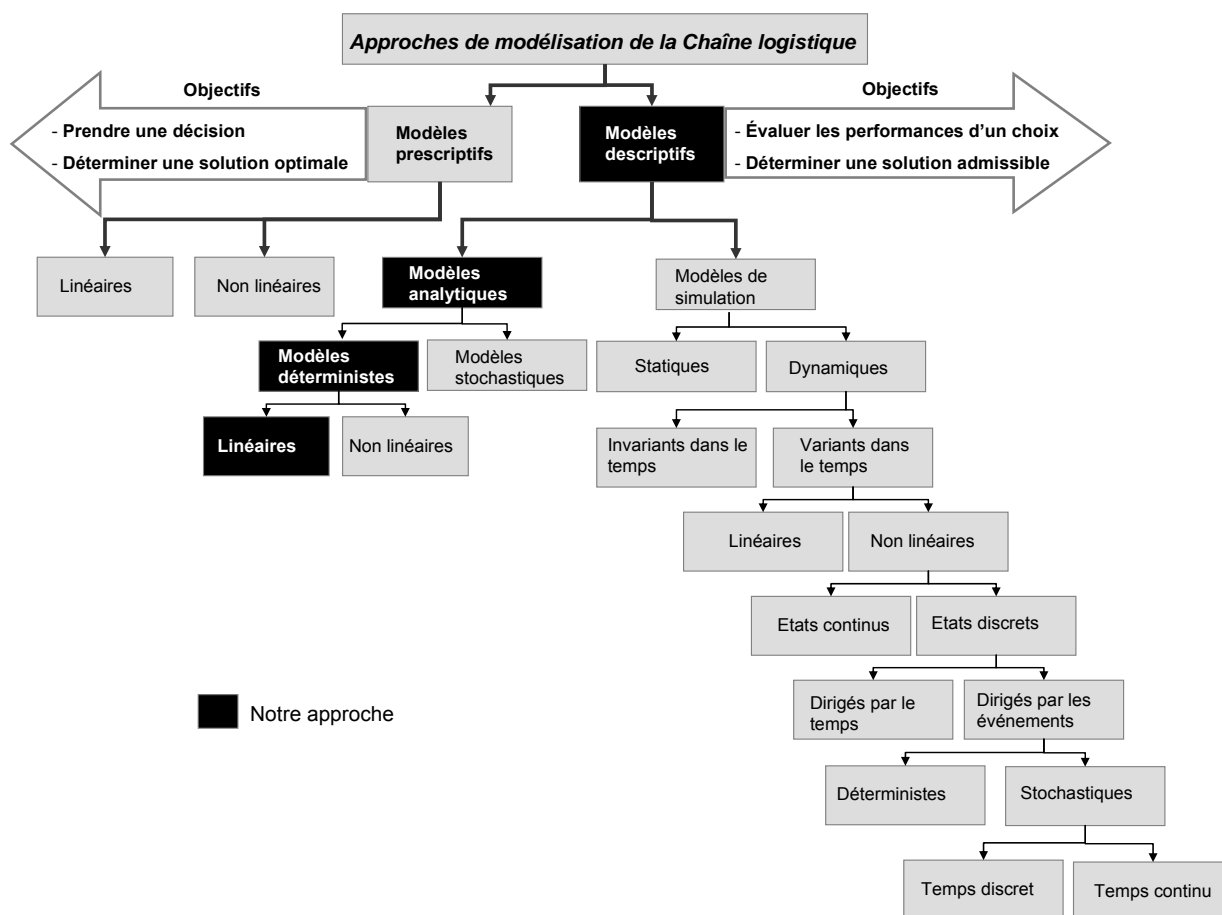 Approches de modélisation de la Chaîne logistique
Objectifs
- Prendre une décision
- Déterminer une solution optimale
Modèles
prescriptifs
Modèles
descriptifs
Objectifs
- Évaluer les performances d'un choix
- Déterminer une solution admissible
Linéaires
Non linéaires
Modèles
analytiques
Modèles de
simulation
Modèles
déterministes
Modèles
stochastiques
Statiques
Dynamiques
Linéaires
Non linéaires
Invariants dans le
temps
Variants dans
le temps
Linéaires
Non linéaires
Etats continus
Etats discrets
Notre approche
Dirigés par le
temps
Dirigés par les
événements
Déterministes
Stochastiques
Temps discret
Temps continu